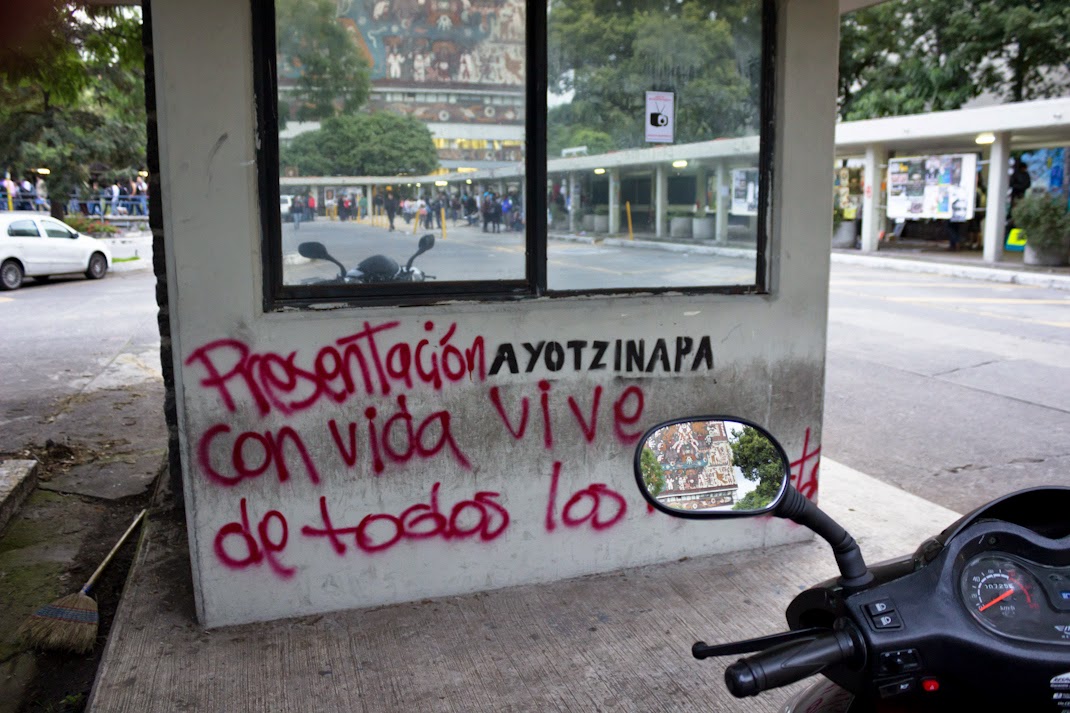 Presentación AYOTZINAPA
con vida vive
de todos los